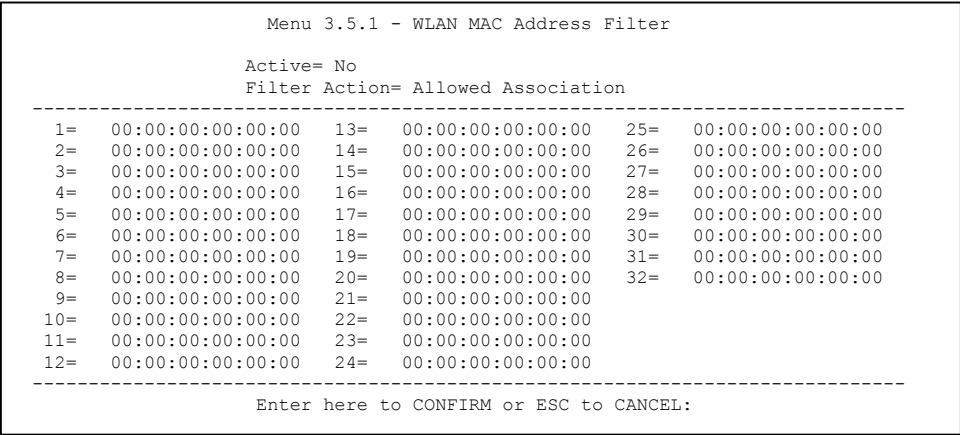 Menu 3.5.1 - WLAN MAC Address Filter
Active= No
Filter Action= Allowed Association
------------------------------------------------------------------------------
1= 00:00:00:00:00:00 13= 00:00:00:00:00:00 25= 00:00:00:00:00:00
2= 00:00:00:00:00:00 14= 00:00:00:00:00:00 26= 00:00:00:00:00:00
3= 00:00:00:00:00:00 15= 00:00:00:00:00:00 27= 00:00:00:00:00:00
4= 00:00:00:00:00:00 16= 00:00:00:00:00:00 28= 00:00:00:00:00:00
5= 00:00:00:00:00:00 17= 00:00:00:00:00:00 29= 00:00:00:00:00:00
6= 00:00:00:00:00:00 18= 00:00:00:00:00:00 30= 00:00:00:00:00:00
7= 00:00:00:00:00:00 19= 00:00:00:00:00:00 31= 00:00:00:00:00:00
8= 00:00:00:00:00:00 20= 00:00:00:00:00:00 32= 00:00:00:00:00:00
9= 00:00:00:00:00:00 21= 00:00:00:00:00:00
10= 00:00:00:00:00:00 22= 00:00:00:00:00:00
11= 00:00:00:00:00:00 23= 00:00:00:00:00:00
12= 00:00:00:00:00:00 24= 00:00:00:00:00:00
------------------------------------------------------------------------------
Enter here to CONFIRM or ESC to CANCEL: